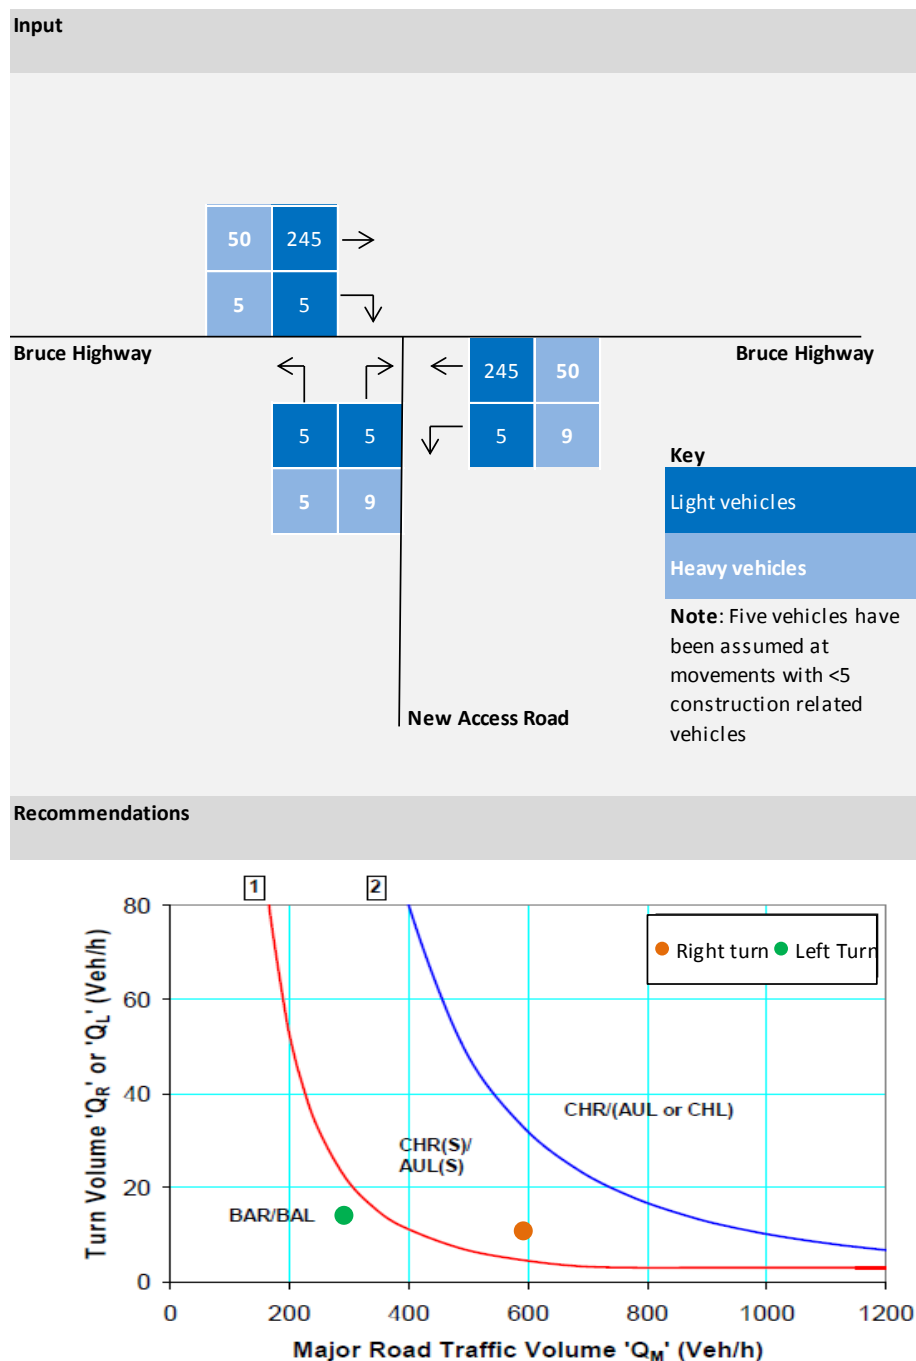 Input
50 245
5 5
Bruce Highway
Bruce Highway
245 50
5 9
5 5
5 9
Key
Light vehicles
Heavy vehicles
Note: Five vehicles have
been assumed at
movements with <5
construction related
vehicles
New Access Road
Recommendations
1 2
80
60
40
20
0
Turn Volume 'QR' or 'QL' (Veh/h)
Right turn Left Turn
CHR/(AUL or CHL)
CHR(S)/
AUL(S)
BAR/BAL
0 200 400 600 800 1000 1200
Major Road Traffic Volume 'QM' (Veh/h)